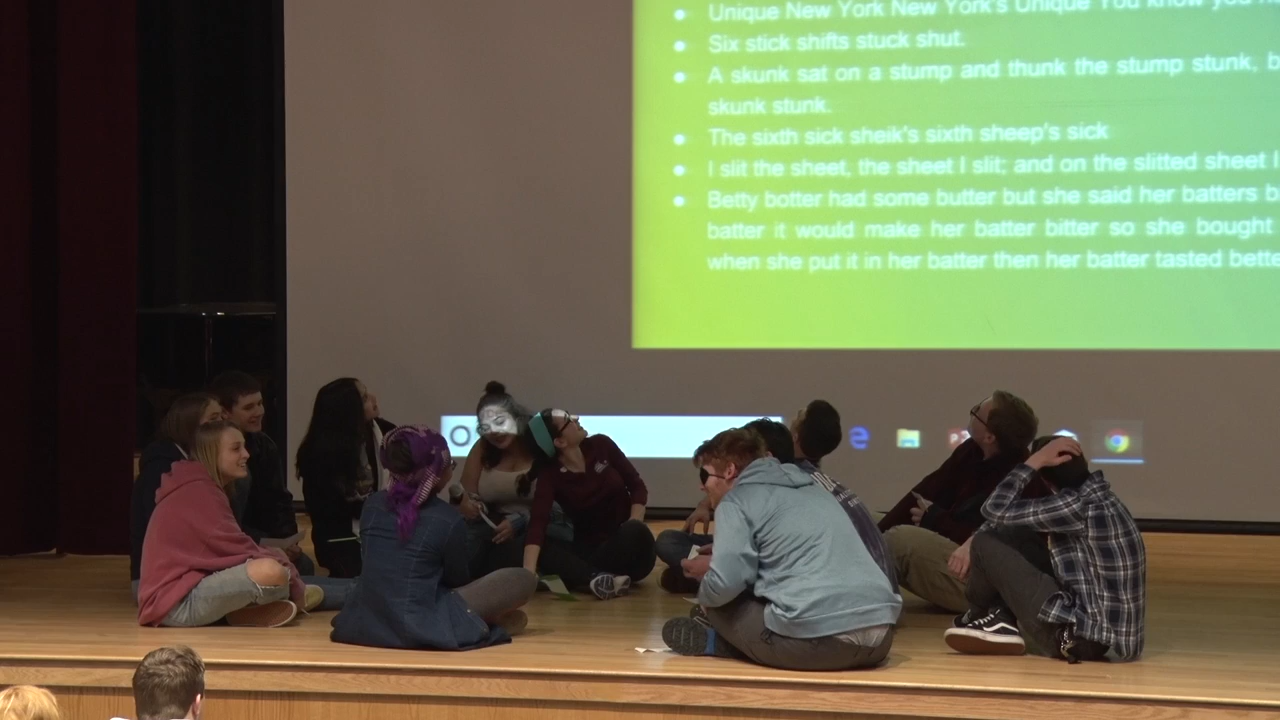 Unique New York New York's Unique You know you
Six stick shifts stuck shut.
A skunk sat on a stump and thunk the stump stunk,
skunk stunk.
The sixth sick sheik's sixth sheep's sick
I slit the sheet, the sheet I slit; and on the slitted sheet I
Betty botter had some butter but she said her batters
batter it would make her batter bitter so she bought
when she put it in her batter then her batter tasted